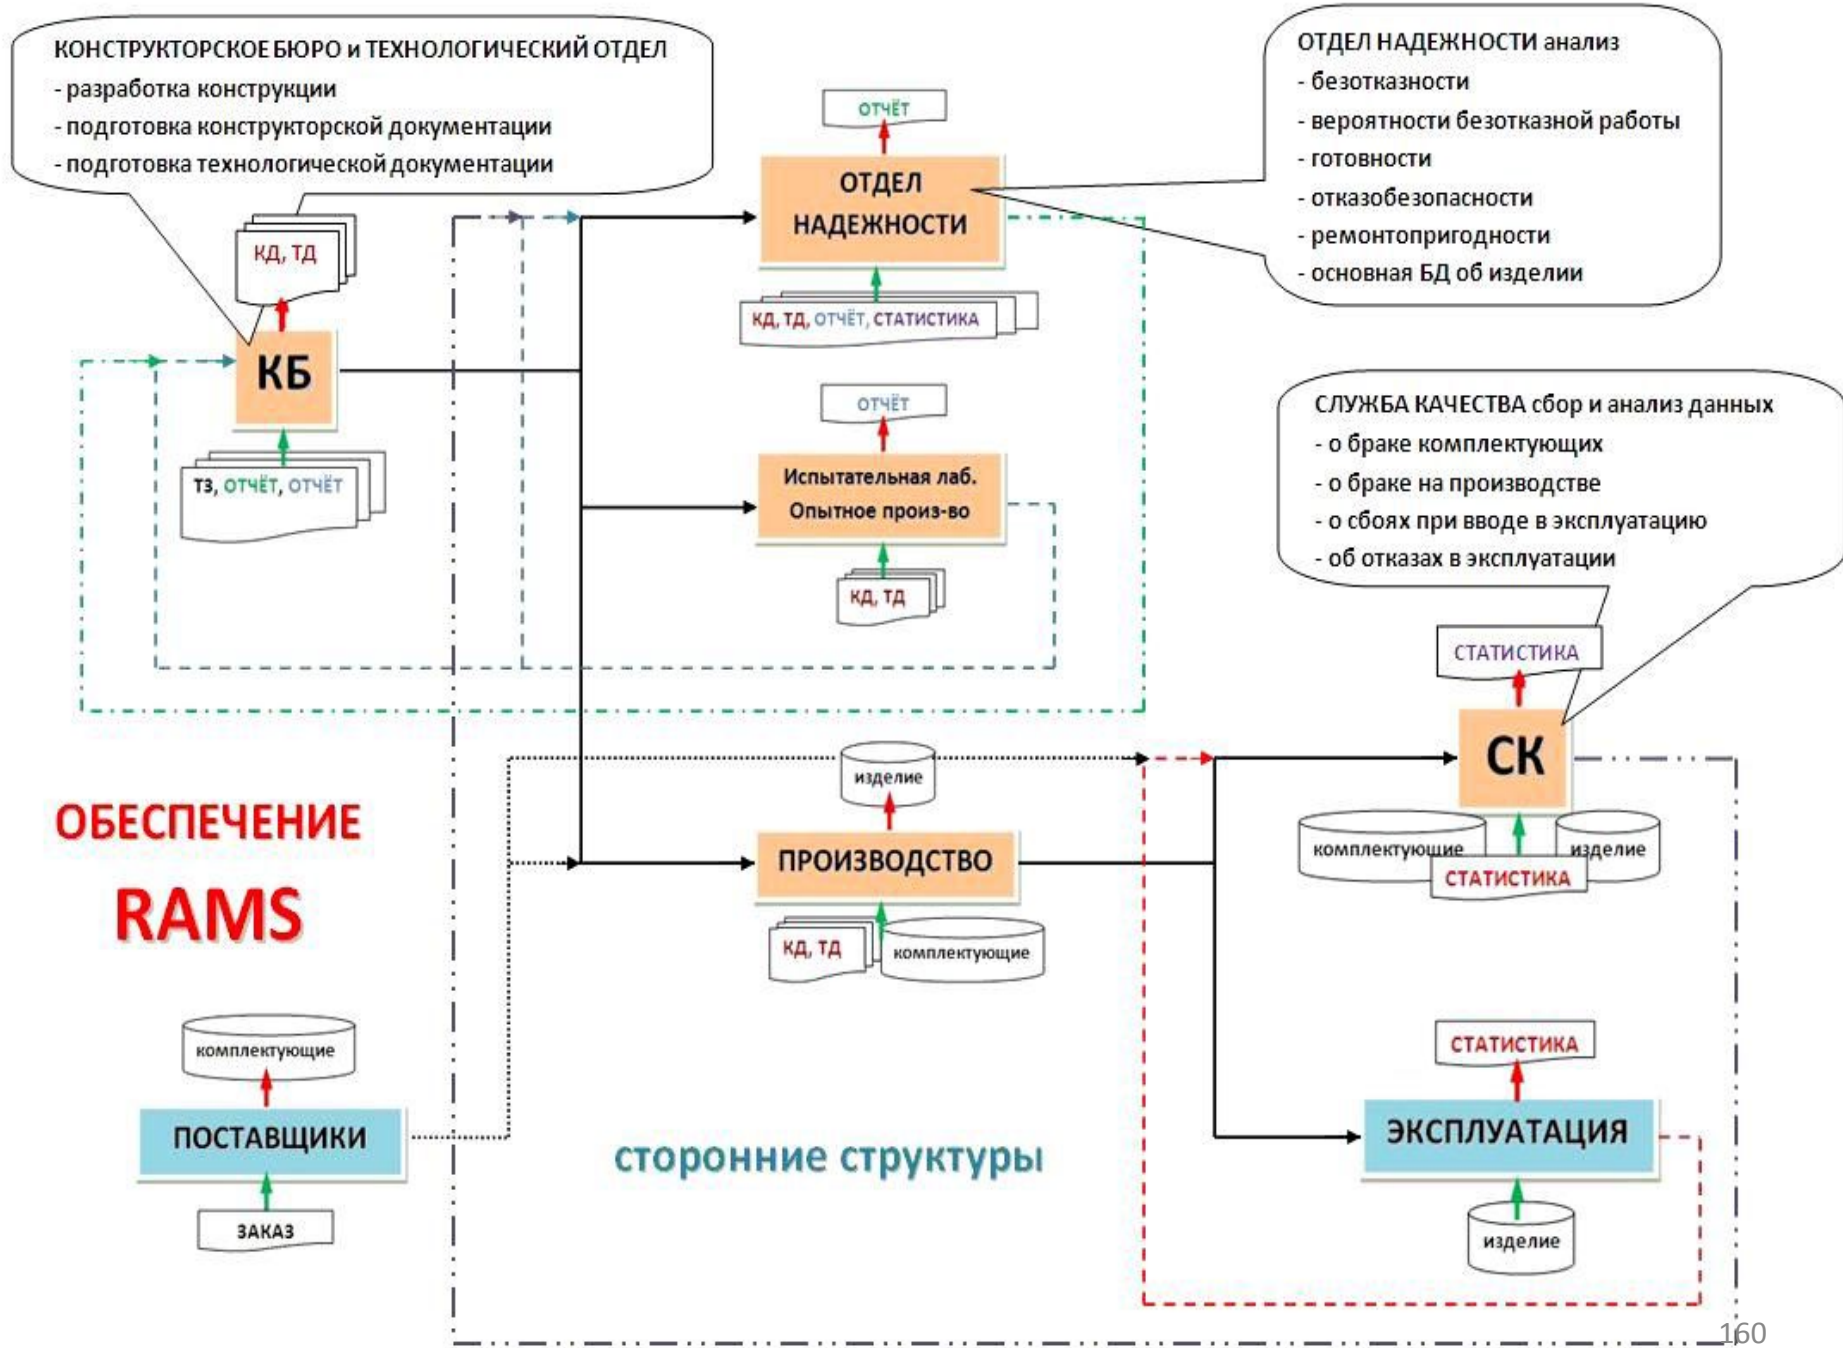 КОНСТРУКТОРСКОЕ БЮРО и ТЕХНОЛОГИЧЕСКИЙ ОТДЕЛ
- разработка конструкции
- подготовка конструкторской документации
- подготовка технологической документации
ОТДЕЛ НАДЕЖНОСТИ анализ
- безотказности
- вероятности безотказной работы
- готовности
- отказобезопасности
- ремонтопригодности
- основная БД об изделии
ОТЧЁТ
ОТДЕЛ
НАДЕЖНОСТИ
КД, ТД, ОТЧЁТ, СТАТИСТИКА
КД, ТД
КБ
ТЗ, ОТЧЁТ, ОТЧЁТ
ОТЧЁТ
Испытательная лаб.
Опытное произ-во
КД, ТД
СЛУЖБА КАЧЕСТВА сбор и анализ данных
- о браке комплектующих
- о браке на производстве
- о сбоях при вводе в эксплуатацию
- об отказах в эксплуатации
СТАТИСТИКА
СК
комплектующие
изделие
СТАТИСТИКА
изделие
ПРОИЗВОДСТВО
КД, ТД
комплектующие
ОБЕСПЕЧЕНИЕ
RAMS
комплектующие
ПОСТАВЩИКИ
ЗАКАЗ
сторонние структуры
СТАТИСТИКА
ЭКСПЛУАТАЦИЯ
изделие
160